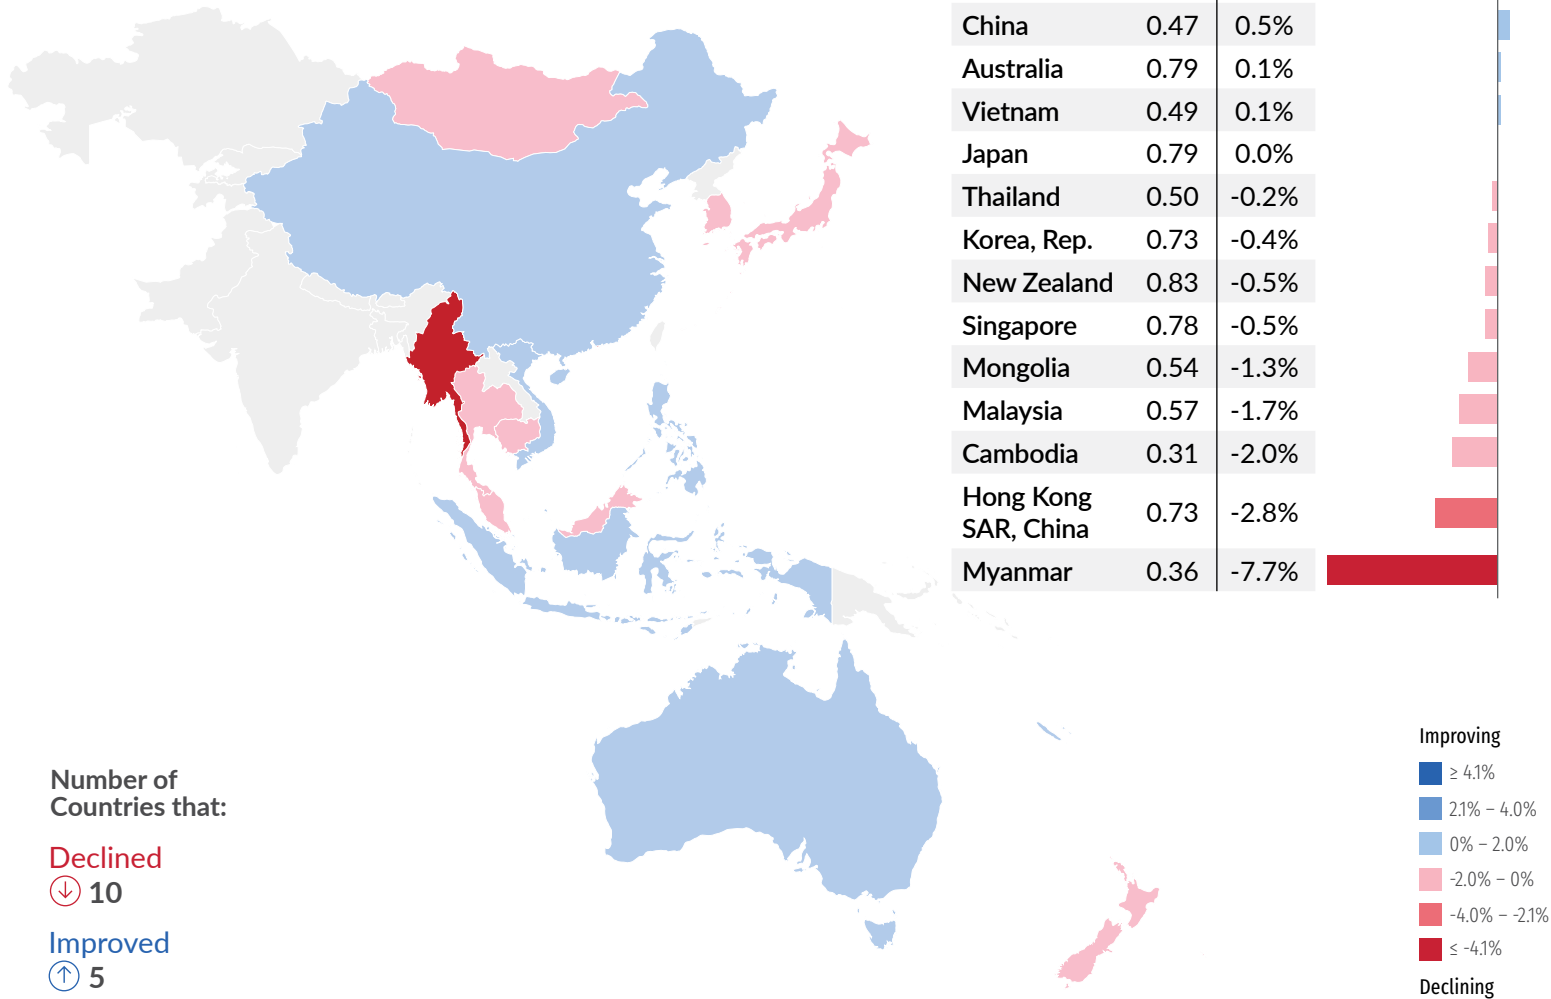 China 0.47 0.5%
Australia 0.79 0.1%
Vietnam 0.49 0.1%
Japan 0.79 0.0%
Thailand 0.50 -0.2%
Korea, Rep. 0.73 -0.4%
New Zealand 0.83 -0.5%
Singapore 0.78 -0.5%
Mongolia 0.54 -1.3%
Malaysia 0.57 -1.7%
Cambodia 0.31 -2.0%
Hong Kong
SAR, China 0.73 -2.8%
Myanmar 0.36 -7.7%
Number of
Countries that:
Declined
10
Improved
5
Improving
≥ 4.1%
2.1% – 4.0%
0% – 2.0%
-2.0% – 0%
-4.0% – -2.1%
≤ -4.1%
Declining